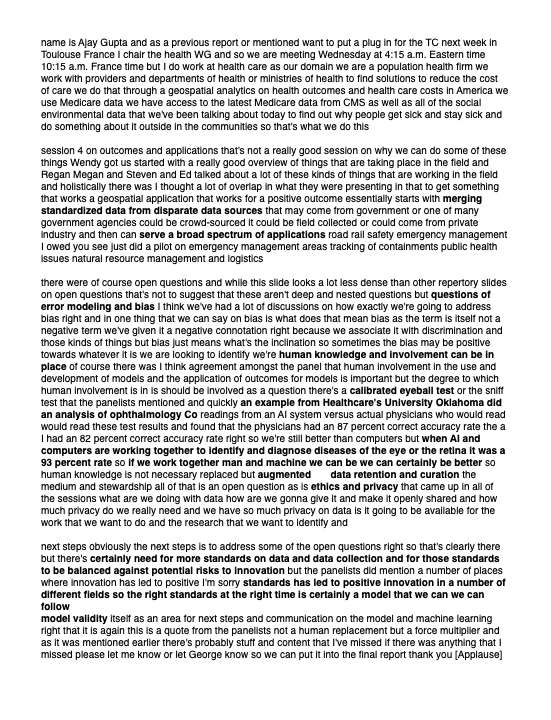 name is Ajay Gupta and as a previous report or mentioned want to put a plug in for the TC next week in
Toulouse France I chair the health WG and so we are meeting Wednesday at 4:15 a.m. Eastern time
10:15 a.m. France time but I do work at health care as our domain we are a population health firm we
work with providers and departments of health or ministries of health to find solutions to reduce the cost
of care we do that through a geospatial analytics on health outcomes and health care costs in America we
use Medicare data we have access to the latest Medicare data from CMS as well as all of the social
environmental data that we've been talking about today to find out why people get sick and stay sick and
do something about it outside in the communities so that's what we do this
session 4 on outcomes and applications that's not a really good session on why we can do some of these
things Wendy got us started with a really good overview of things that are taking place in the field and
Regan Megan and Steven and Ed talked about a lot of these kinds of things that are working in the field
and holistically there was I thought a lot of overlap in what they were presenting in that to get something
that works a geospatial application that works for a positive outcome essentially starts with merging
standardized data from disparate data sources that may come from government or one of many
government agencies could be crowd-sourced it could be field collected or could come from private
industry and then can serve a broad spectrum of applications road rail safety emergency management
I owed you see just did a pilot on emergency management areas tracking of containments public health
issues natural resource management and logistics
there were of course open questions and while this slide looks a lot less dense than other repertory slides
on open questions that's not to suggest that these aren't deep and nested questions but questions of
error modeling and bias I think we've had a lot of discussions on how exactly we're going to address
bias right and in one thing that we can say on bias is what does that mean bias as the term is itself not a
negative term we've given it a negative connotation right because we associate it with discrimination and
those kinds of things but bias just means what's the inclination so sometimes the bias may be positive
towards whatever it is we are looking to identify we're human knowledge and involvement can be in
place of course there was I think agreement amongst the panel that human involvement in the use and
development of models and the application of outcomes for models is important but the degree to which
human involvement is in is should be involved as a question there's a calibrated eyeball test or the sniff
test that the panelists mentioned and quickly an example from Healthcare's University Oklahoma did
an analysis of ophthalmology Co readings from an AI system versus actual physicians who would read
would read these test results and found that the physicians had an 87 percent correct accuracy rate the a
I had an 82 percent correct accuracy rate right so we're still better than computers but when AI and
computers are working together to identify and diagnose diseases of the eye or the retina it was a
93 percent rate so if we work together man and machine we can be we can certainly be better so
human knowledge is not necessary replaced but augmented data retention and curation the
medium and stewardship all of that is an open question as is ethics and privacy that came up in all of
the sessions what are we doing with data how are we gonna give it and make it openly shared and how
much privacy do we really need and we have so much privacy on data is it going to be available for the
work that we want to do and the research that we want to identify and
next steps obviously the next steps is to address some of the open questions right so that's clearly there
but there's certainly need for more standards on data and data collection and for those standards
to be balanced against potential risks to innovation but the panelists did mention a number of places
where innovation has led to positive I'm sorry standards has led to positive innovation in a number of
different fields so the right standards at the right time is certainly a model that we can we can
follow
model validity itself as an area for next steps and communication on the model and machine learning
right that it is again this is a quote from the panelists not a human replacement but a force multiplier and
as it was mentioned earlier there's probably stuff and content that I've missed if there was anything that I
missed please let me know or let George know so we can put it into the final report thank you [Applause]